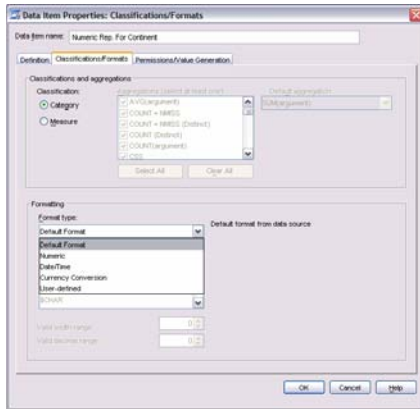 Data Item Properties: Classifications/Formats
Data item name: Numeric Rep. For Continent
Definition Classifications/Formats Permissions/Value Generation
Classifications and aggregations
Classification: Aggregations (select at least one): Default aggregation:
Category
Measure
AVG(argument)
COUNT + NMISS
COUNT + NMISS (Distinct)
COUNT (Distinct)
COUNT(argument)
CSS
SUM(argument)
Select All Clear All
Formatting
Format type:
Default Format
Default format from data source
Default Format
Numeric
Date/Time
Currency Conversion
User-defined
$CHAR
Valid width range: 0
Valid decimal range: 0
OK Cancel Help